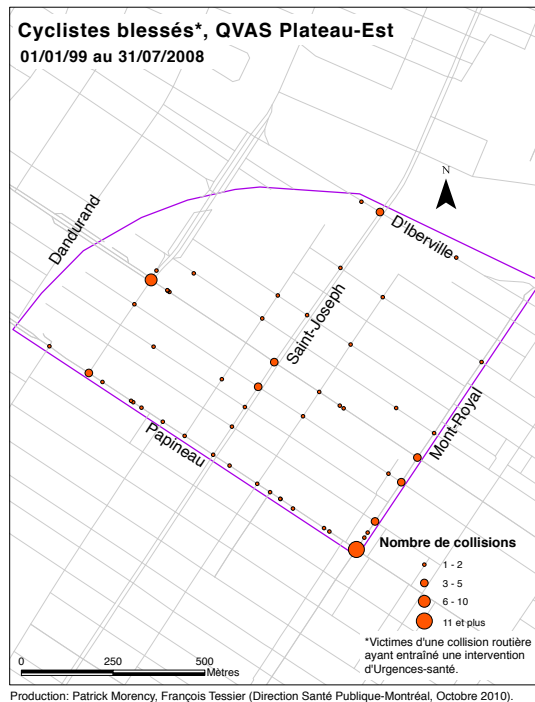 Cyclistes blessés*, QVAS Plateau-Est
01/01/99 au 31/07/2008
N
Dandurand
D'Iberville
Saint-Joseph
Mont-Royal
Papineau
Nombre de collisions
1 - 2
3 - 5
6 - 10
11 et plus
*Victimes d'une collision routière
ayant entraîné une intervention
d'Urgences-santé.
0 250 500
Mètres
Production: Patrick Morency, François Tessier (Direction Santé Publique-Montréal, Octobre 2010).